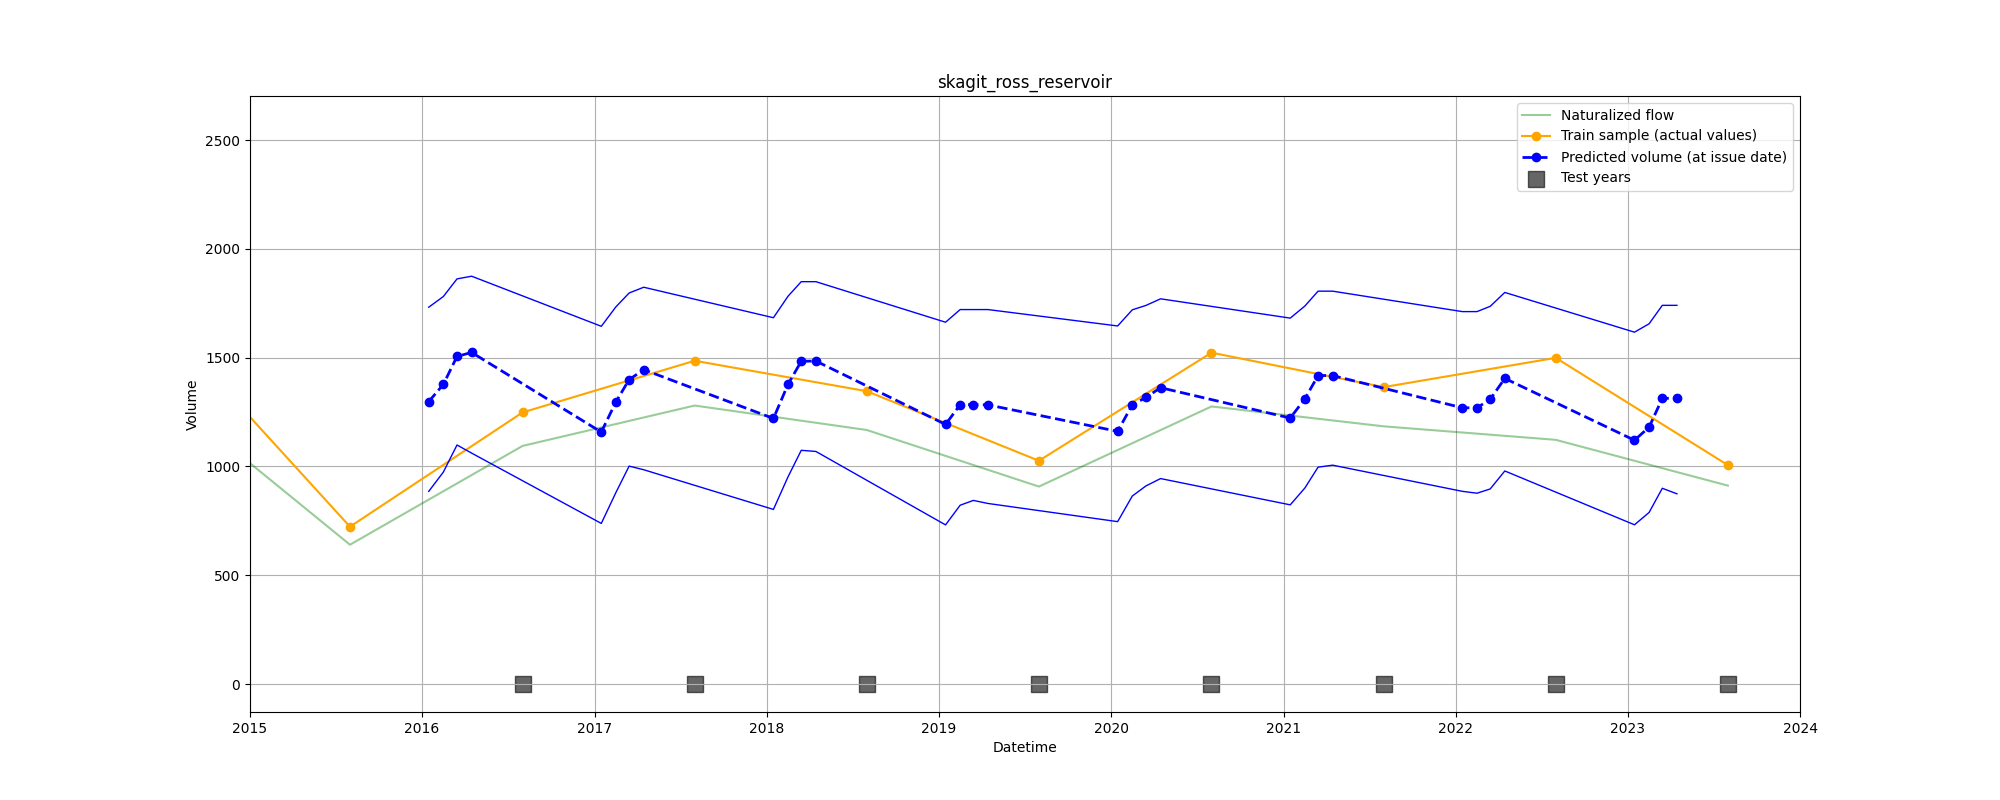 skagit_ross_reservoir
Naturalized flow
Train sample (actual values)
Predicted volume (at issue date)
Test years
2500
2000
1500
1000
500
0
Volume
2015 2016 2017 2018 2019 2020 2021 2022 2023 2024
Datetime